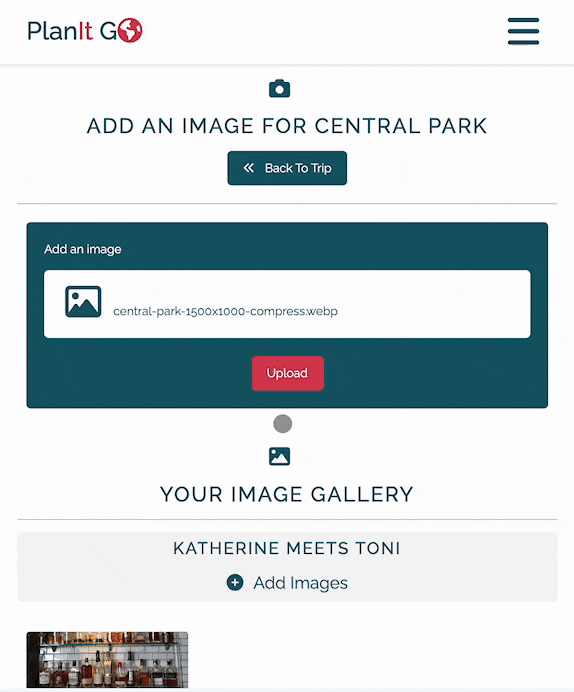 PlanIt G
ADD AN IMAGE FOR CENTRAL PARK
Back To Trip
Add an image
central-park-1500x1000-compress.webp
Upload
YOUR IMAGE GALLERY
KATHERINE MEETS TONI
Add Images